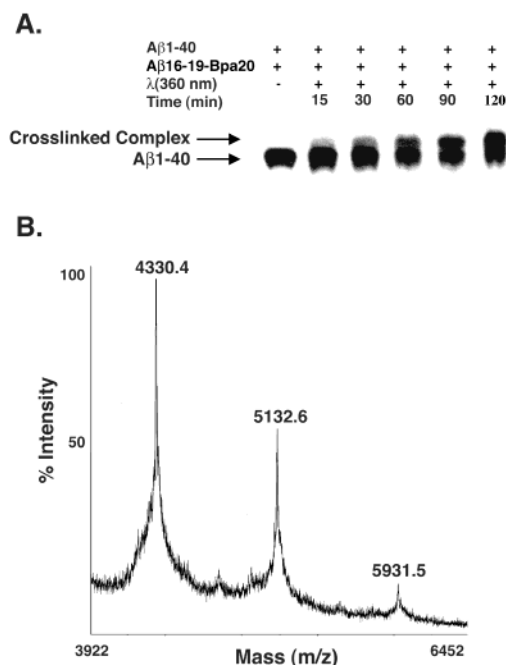 A.
Aβ1-40 + + + + + +
Aβ16-19-Bpa20 + + + + + +
λ(360 nm) - + + + + +
Time (min) 15 30 60 90 120
Crosslinked Complex
Aβ1-40
B.
100
4330.4
5132.6
50
% Intensity
5931.5
3922 6452
Mass (m/z)